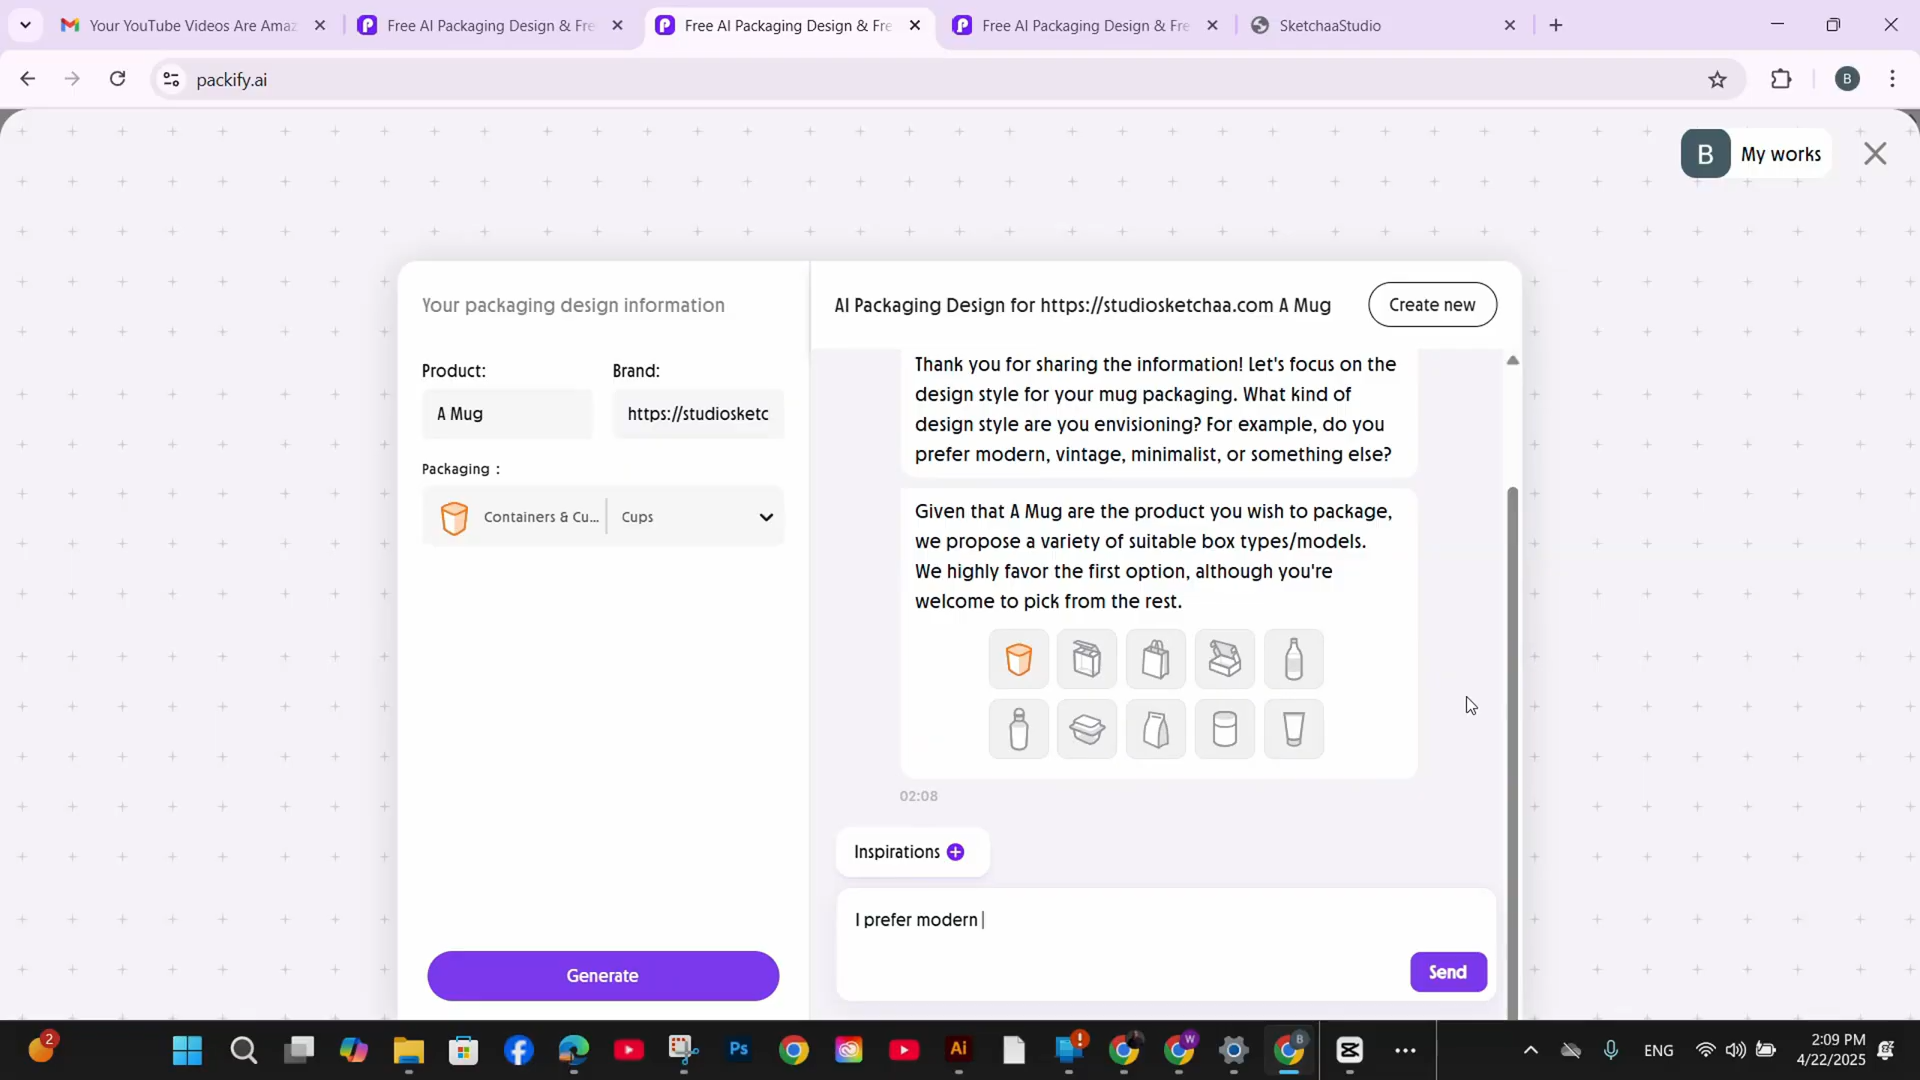 Your YouTube Videos Are Amaz
Free AI Packaging Design & Fre
Free AI Packaging Design & Fre
Free AI Packaging Design & Fre
SketchaaStudio
packify.ai
B
B
My works
Your packaging design information
AI Packaging Design for https://studiosketchaa.com A Mug
Create new
Product:
Brand:
A Mug
https://studiosketc
Packaging :
Containers & Cu...
Cups
Generate
Thank you for sharing the information! Let's focus on the
design style for your mug packaging. What kind of
design style are you envisioning? For example, do you
prefer modern, vintage, minimalist, or something else?
Given that A Mug are the product you wish to package,
we propose a variety of suitable box types/models.
We highly favor the first option, although you're
welcome to pick from the rest.
02:08
Inspirations
I prefer modern
Send
2
Ps
Ai
W
B
ENG
2:09 PM
4/22/2025